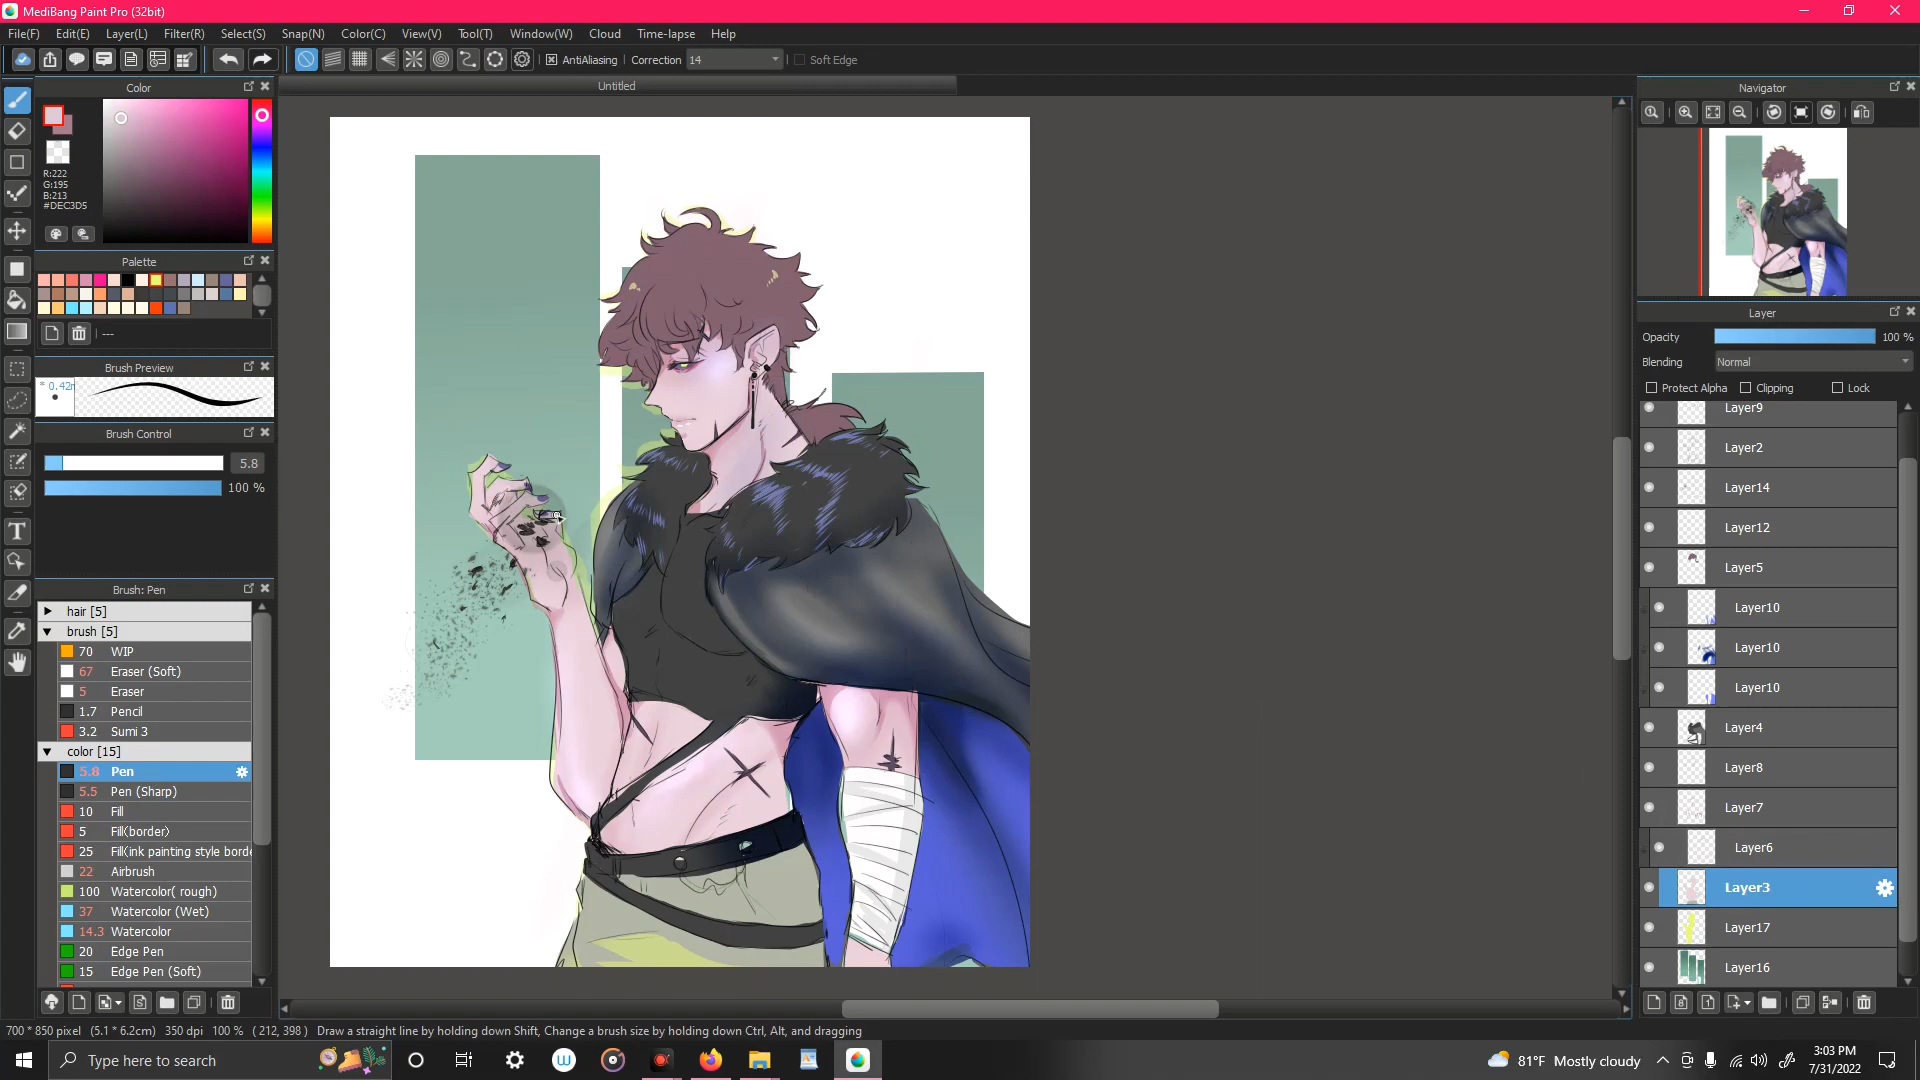 MediBang Paint Pro (32bit)
File(F) Edit(E) Layer(L) Filter(R) Select(S) Snap(N) Color(C) View(V) Tool(T) Window(W) Cloud Time-lapse Help
AntiAliasing Correction 14 Soft Edge
Untitled
Color
R:222
G:195
B:213
#DEC3D5
Palette
---
Brush Preview
* 0.42
Brush Control
5.8
100 %
Brush: Pen
hair [5]
brush [5]
70 WIP
67 Eraser (Soft)
5 Eraser
1.7 Pencil
3.2 Sumi 3
color [15]
5.8 Pen
5.5 Pen (Sharp)
10 Fill
5 Fill(border)
25 Fill(ink painting style borde
22 Airbrush
100 Watercolor( rough)
37 Watercolor (Wet)
14.3 Watercolor
20 Edge Pen
15 Edge Pen (Soft)
Navigator
Layer
Opacity 100 %
Blending Normal
Protect Alpha Clipping Lock
Layer9
Layer2
Layer14
Layer12
Layer5
Layer10
Layer10
Layer10
Layer4
Layer8
Layer7
Layer6
Layer3
Layer17
Layer16
700 * 850 pixel (5.1 * 6.2cm) 350 dpi 100 % ( 212, 398 ) Draw a straight line by holding down Shift, Change a brush size by holding down Ctrl, Alt, and dragging
Type here to search
81°F Mostly cloudy
3:03 PM
7/31/2022